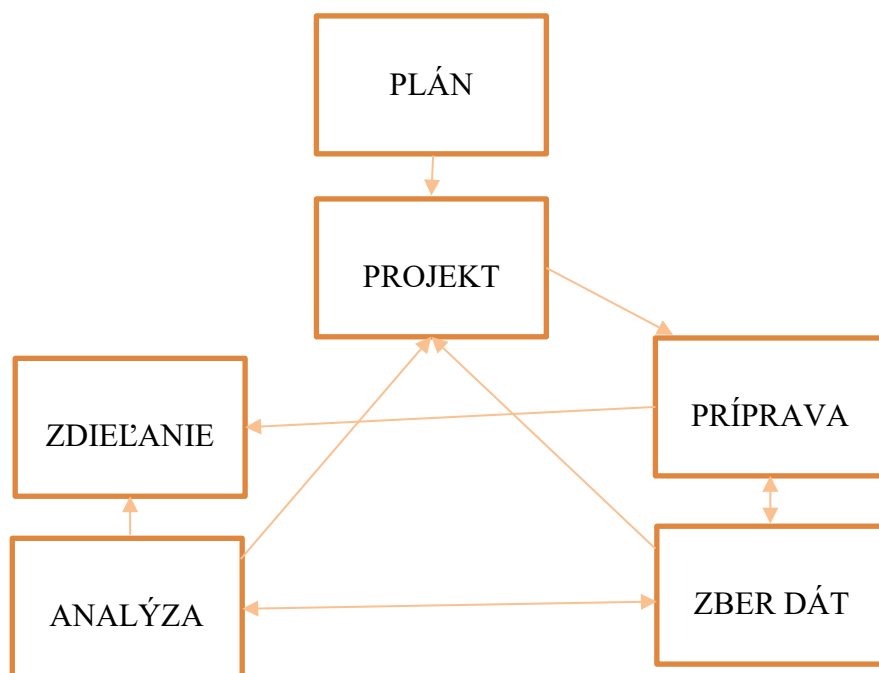 PLÁN
PROJEKT
PRÍPRAVA
ZDIEĽANIE
ZBER DÁT
ANALÝZA